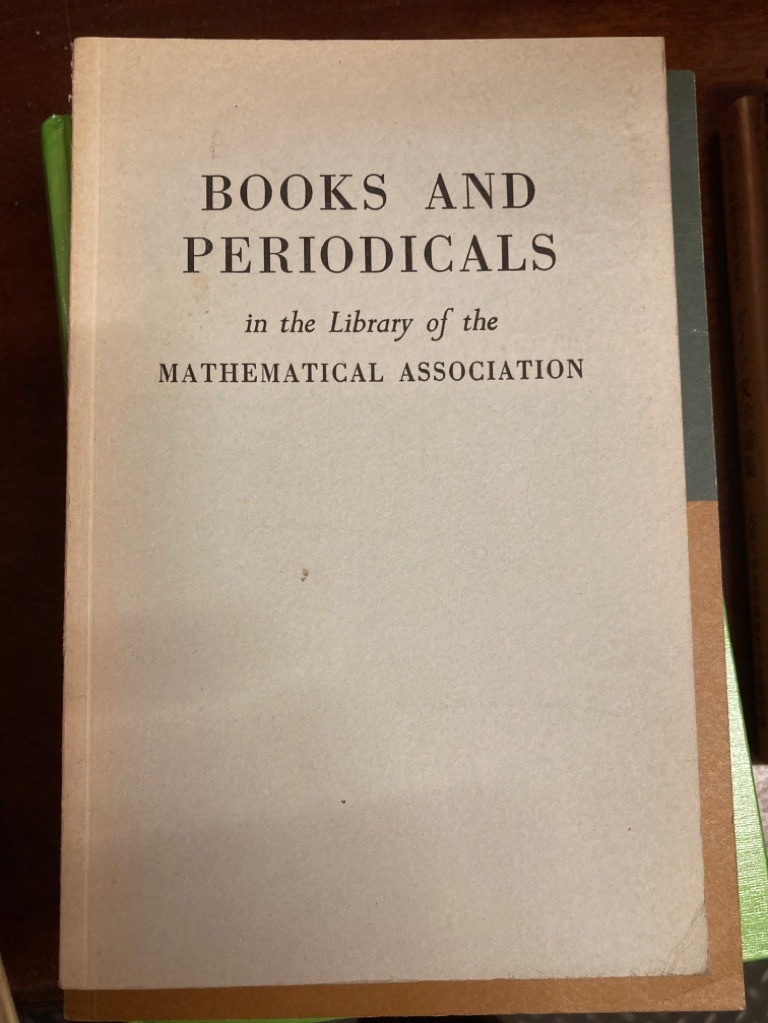 BOOKS AND
PERIODICALS
in the Library of the
MATHEMATICAL ASSOCIATION